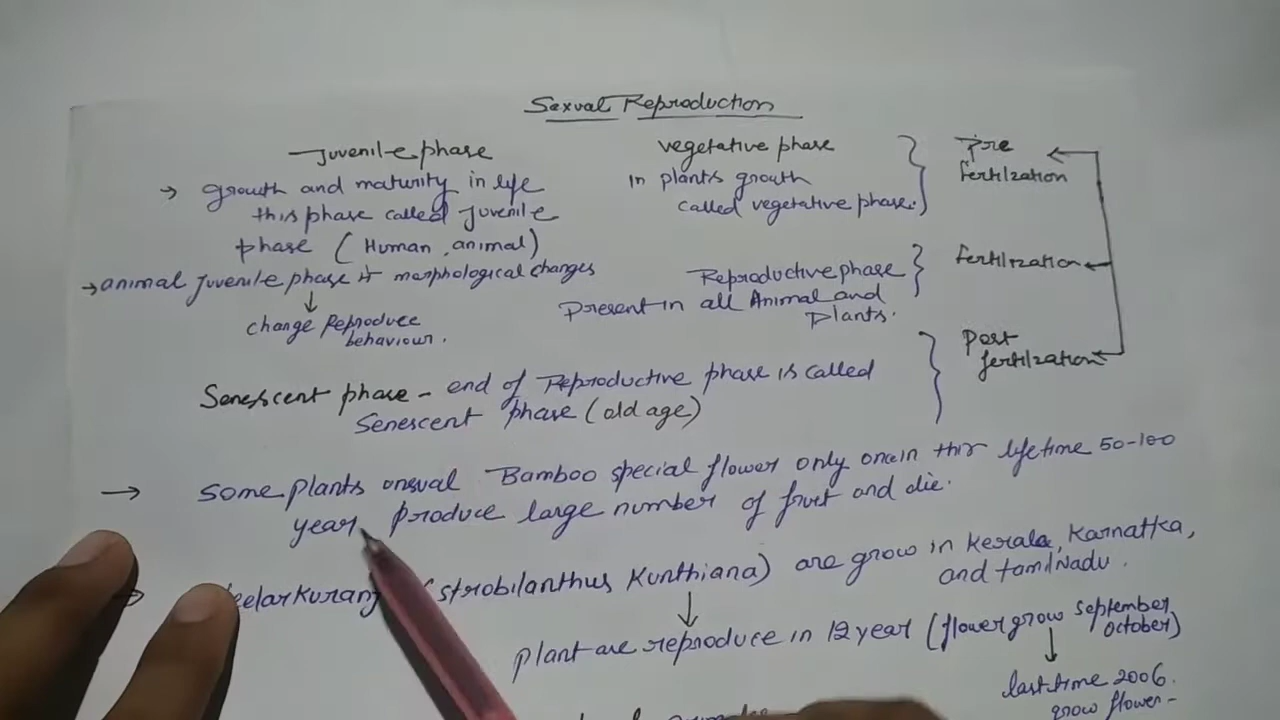 Sexual Reproduction
Juvenile phase
→ growth and maturity in life
this phase called Juvenile
phase (Human, animal)
→ animal Juvenile phase it morphological changes
↓
change Reproduce
behaviour.
vegetative phase
In plants growth
called vegetative phase.
Pre
fertilzation
Reproductive phase
Present in all Animal and
plants.
fertilization
Post
fertilzation
Senescent phase - end of Reproductive phase is called
Senescent phase (old age)
→ Some plants unsual Bamboo special flower only once in thir lifetime 50-100
year, produce large number of fruit and die.
(strobilanthus Kunthiana) are grow in Kerala, Karnatka,
and tamilNadu.
↓
plant are reproduce in 12 year (flower grow september
october)
↓
last time 2006.
grow flower-